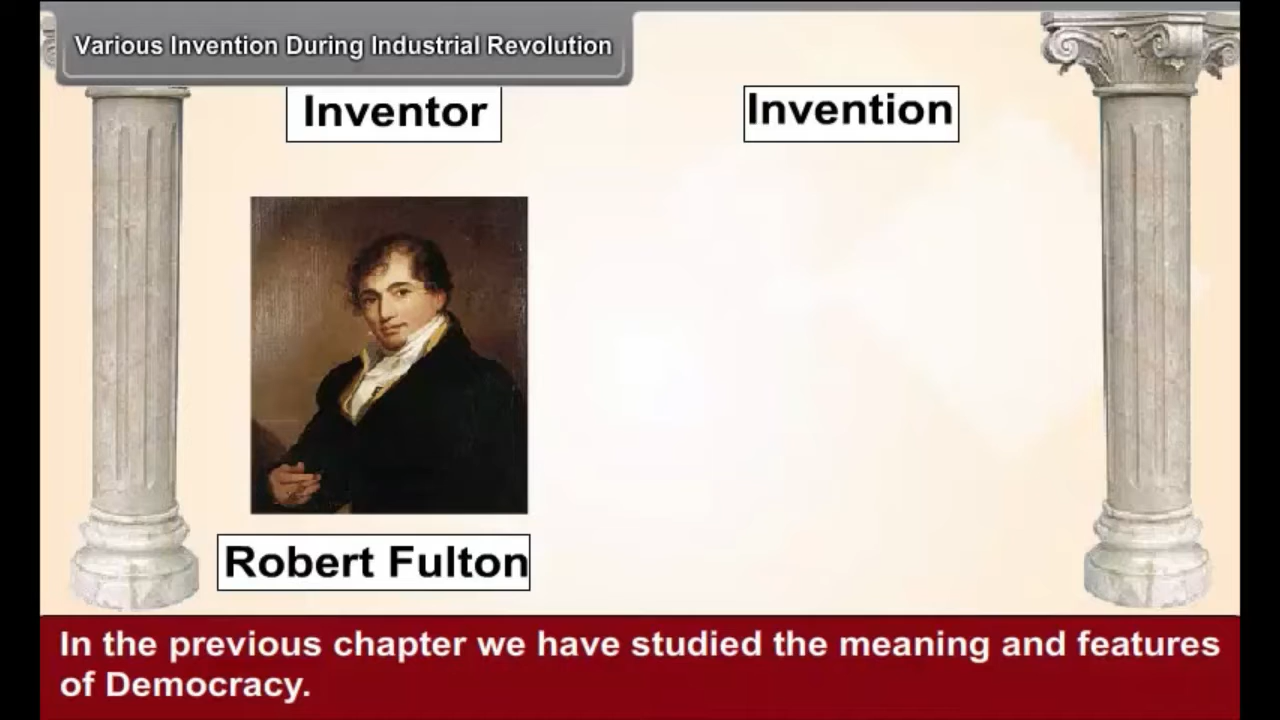 Various Invention During Industrial Revolution
Inventor
Invention
Robert Fulton
In the previous chapter we have studied the meaning and features
of Democracy.